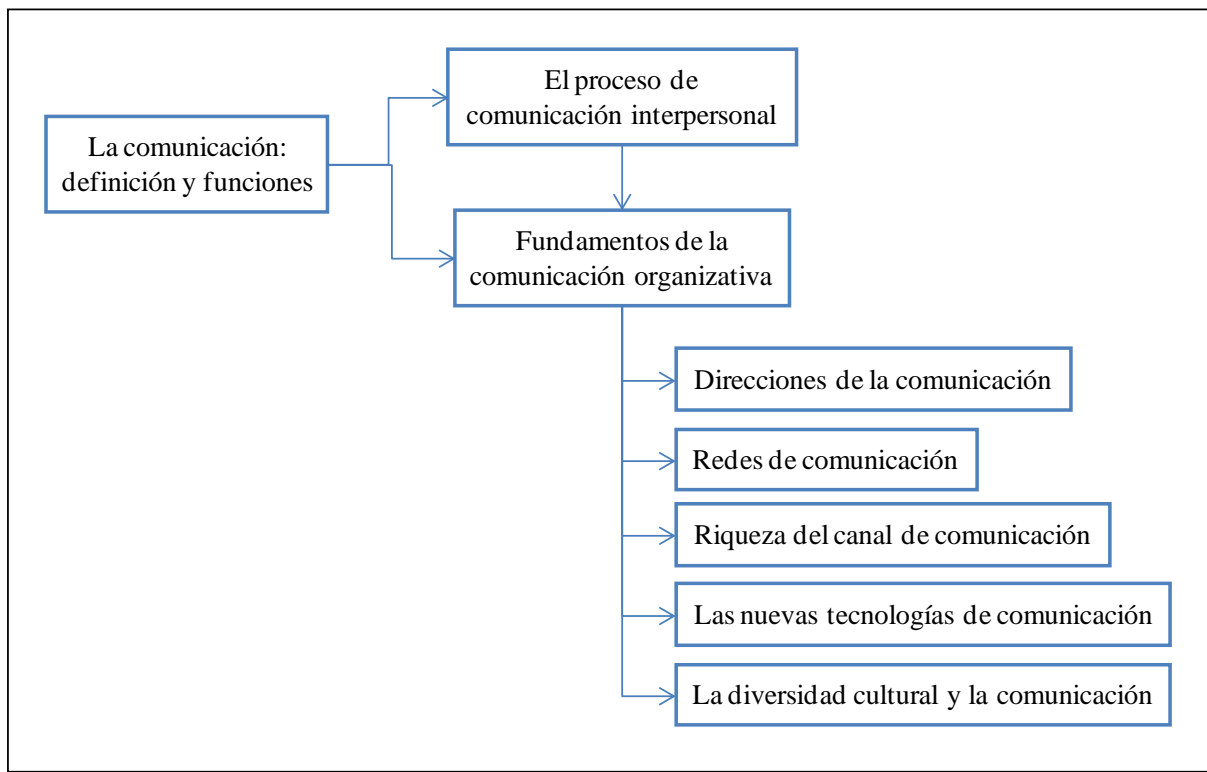 El proceso de
comunicación interpersonal
La comunicación:
definición y funciones
Fundamentos de la
comunicación organizativa
Direcciones de la comunicación
Redes de comunicación
Riqueza del canal de comunicación
Las nuevas tecnologías de comunicación
La diversidad cultural y la comunicación